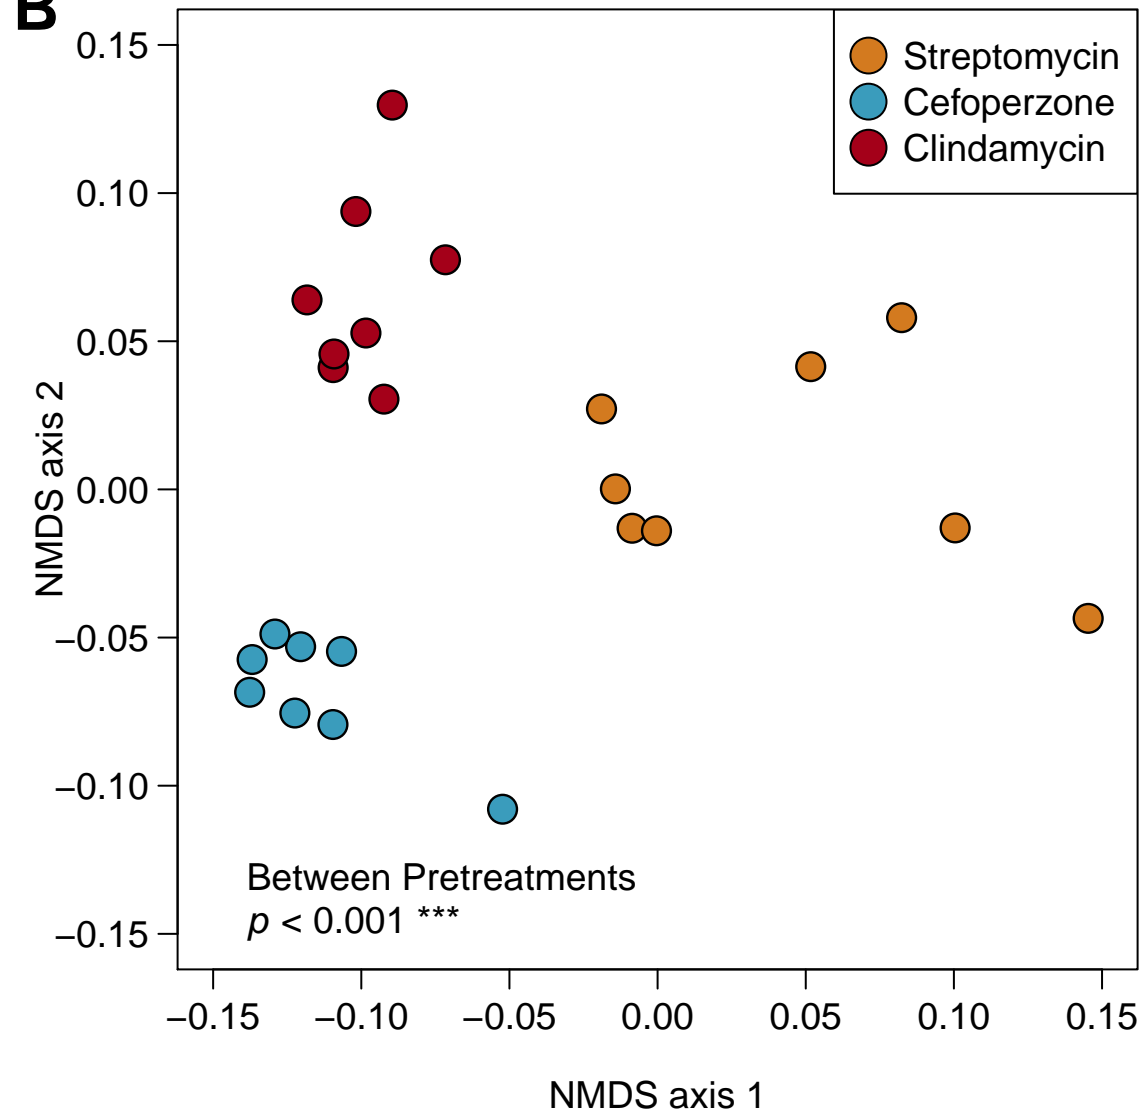 B
Streptomycin
Cefoperzone
Clindamycin
0.15
0.10
0.05
0.00
−0.05
−0.10
−0.15
NMDS axis 2
Between Pretreatments
p < 0.001 ***
−0.15 −0.10 −0.05 0.00 0.05 0.10 0.15
NMDS axis 1